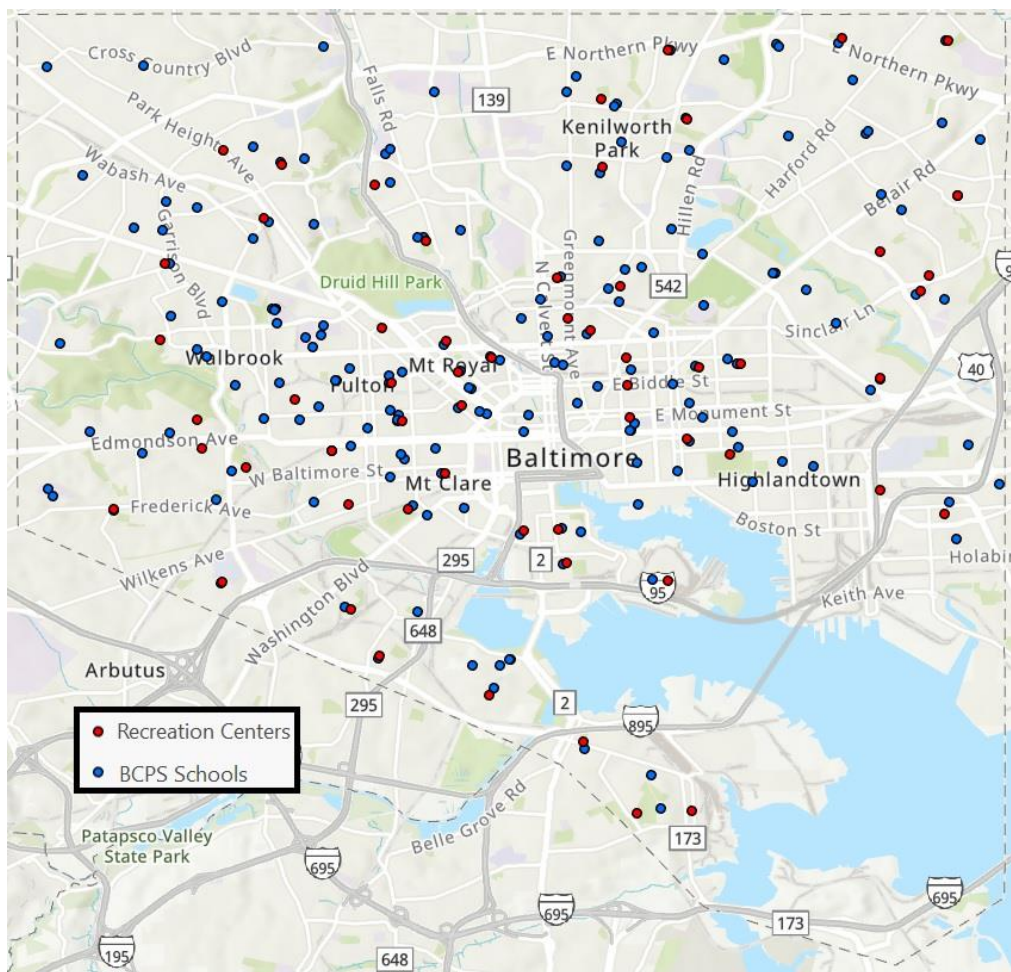 Cross Country Blvd
E Northern Pkwy
E Northern Pkwy
Falls Rd
139
Park Heights Ave
Kenilworth
Park
Harford Rd
Wabash Ave
Hillen Rd
Belair Rd
Garrison Blvd
Greenmount Ave
Druid Hill Park
N Calvert St
542
Sinclair Ln
Walbrook
Mt Royal
40
Fulton
E Biddle St
E Monument St
Edmondson Ave
Baltimore
W Baltimore St
Mt Clare
Highlandtown
Frederick Ave
Boston St
Wilkens Ave
295
2
Holabin
95
Keith Ave
Washington Blvd
648
Arbutus
295
2
895
Recreation Centers
BCPS Schools
Belle Grove Rd
Patapsco Valley
State Park
173
695
695
695
173
195
648